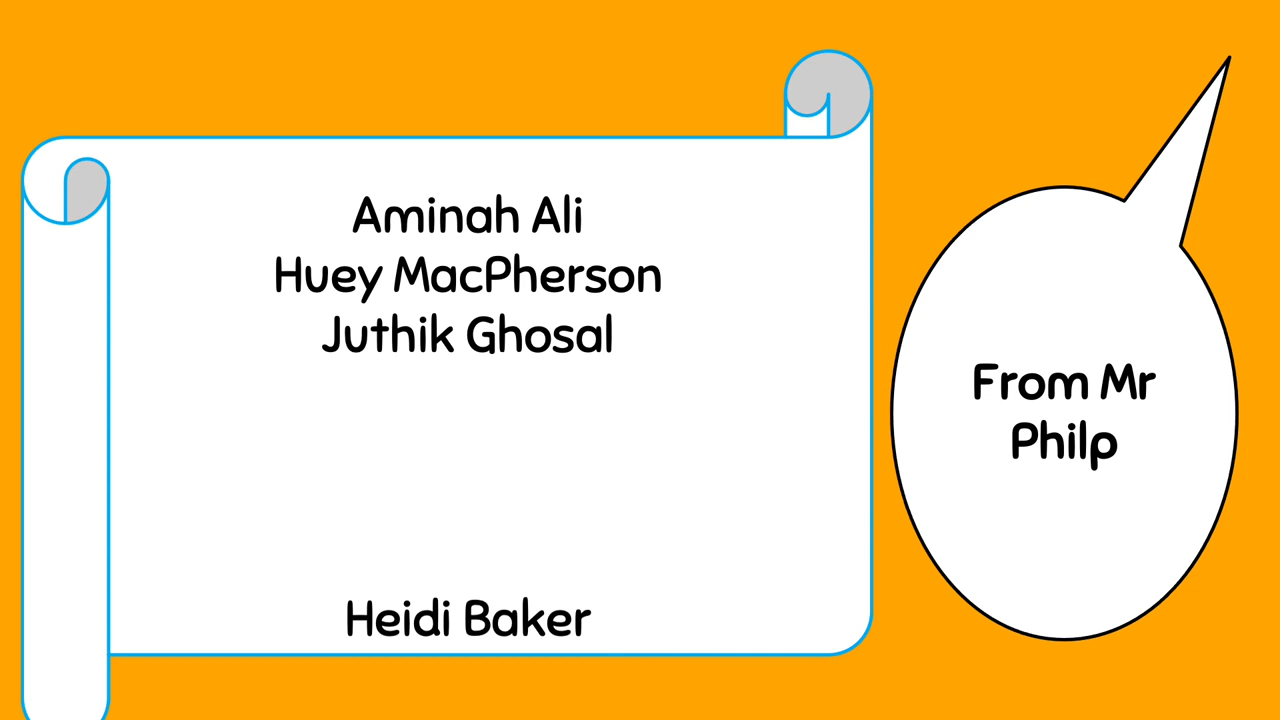 Aminah Ali
Huey MacPherson
Juthik Ghosal
Heidi Baker
From Mr
Philp